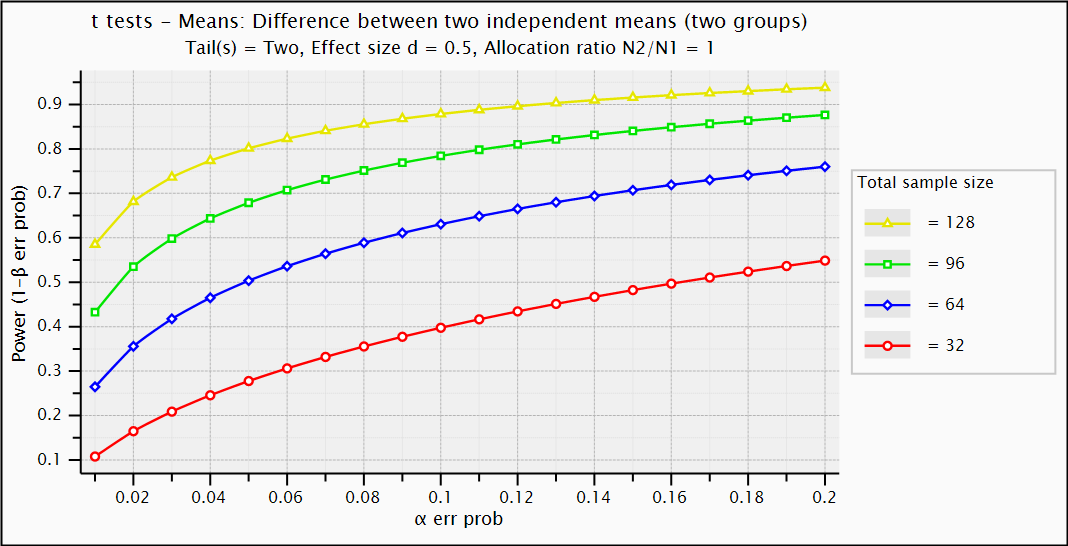 t tests – Means: Difference between two independent means (two groups)
Tail(s) = Two, Effect size d = 0.5, Allocation ratio N2/N1 = 1
Power (1–β err prob)
0.9
0.8
0.7
0.6
0.5
0.4
0.3
0.2
0.1
0.02 0.04 0.06 0.08 0.1 0.12 0.14 0.16 0.18 0.2
α err prob
Total sample size
= 128
= 96
= 64
= 32